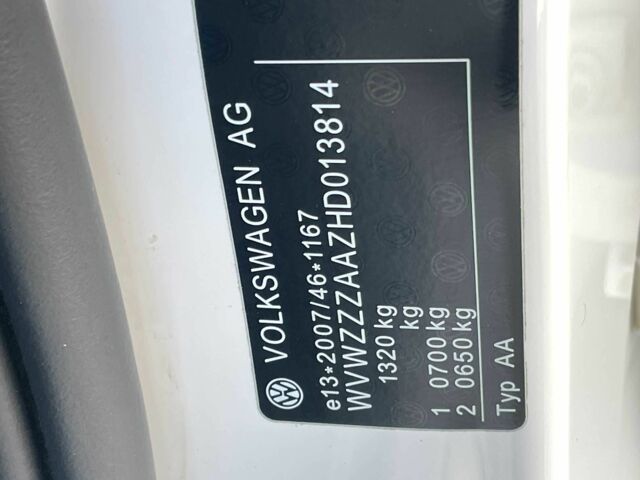 VOLKSWAGEN AG
e13*2007/46*1167
WVWZZZAAZHD013814
1320 kg
kg
1 0700 kg
2 0650 kg
Typ AA